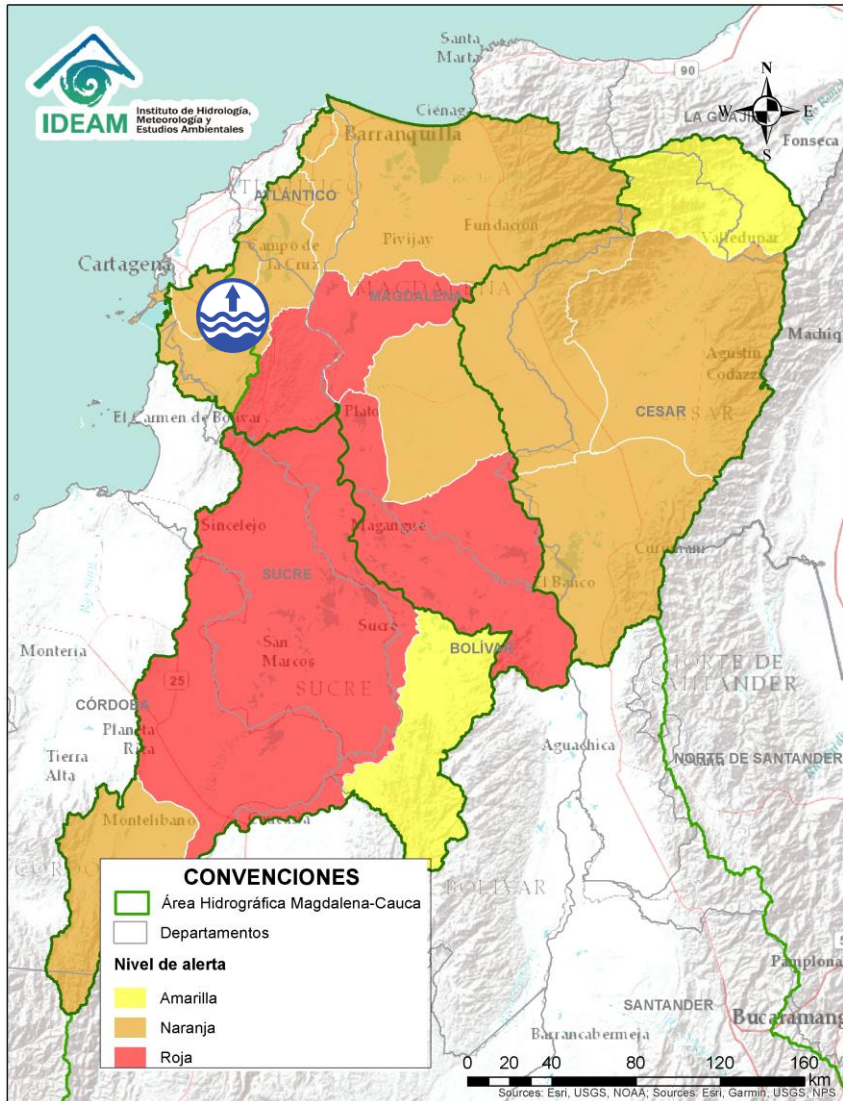 IDEAM
Instituto de Hidrología,
Meteorología y
Estudios Ambientales
Santa
Marta
90
N
W
E
S
Ciénaga
LA GUAJIRA
Fonseca
Barranquilla
ATLÁNTICO
Fundación
Valledupar
Pivijay
Campo de
la Cruz
Cartagena
MAGDALENA
MAGDALENA
Machiq
Agustín
Codazzi
CESAR
CESAR
El Carmen de Bolívar
Plato
Sincelejo
Magangué
SUCRE
El Banco
Sucre
San
Marcos
BOLÍVAR
Montería
25
SUCRE
NORTE DE
SANTANDER
CÓRDOBA
Planeta
Rica
Aguachica
NORTE DE SANTANDER
Tierra
Alta
Montelíbano
BOLÍVAR
CONVENCIONES
Área Hidrográfica Magdalena-Cauca
Departamentos
Nivel de alerta
Amarilla
Naranja
Roja
Pamplona
SANTANDER
Bucaramang
Barrancabermeja
0 20 40 80 120 160
km
Sources: Esri, USGS, NOAA; Sources: Esri, Garmin, USGS, NPS